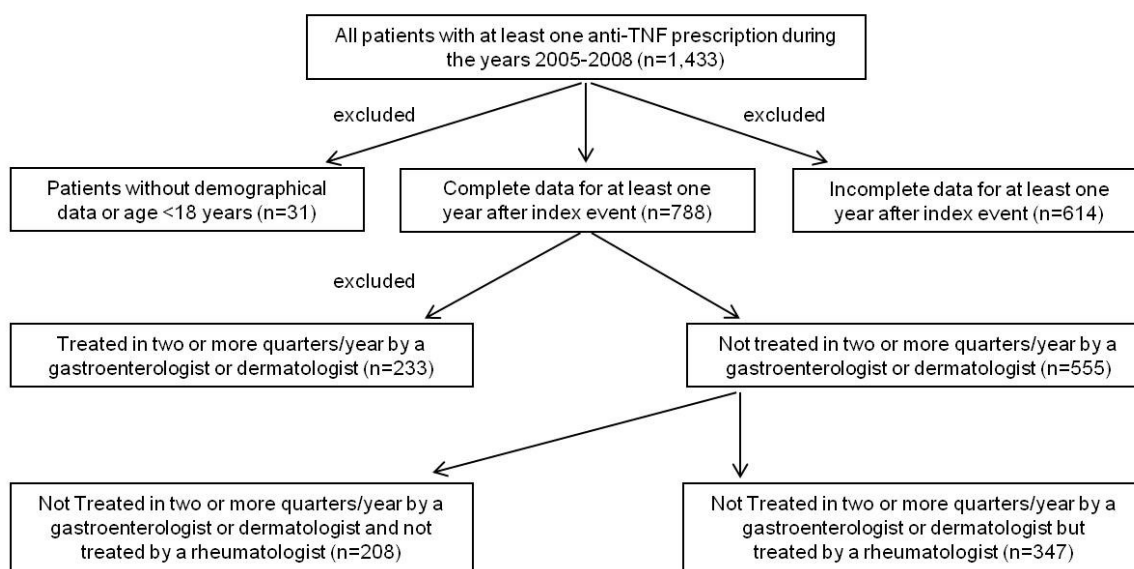 All patients with at least one anti-TNF prescription during
the years 2005-2008 (n=1,433)
excluded
excluded
Patients without demographical
data or age <18 years (n=31)
Complete data for at least one
year after index event (n=788)
Incomplete data for at least one
year after index event (n=614)
excluded
Treated in two or more quarters/year by a
gastroenterologist or dermatologist (n=233)
Not treated in two or more quarters/year by a
gastroenterologist or dermatologist (n=555)
Not Treated in two or more quarters/year by a
gastroenterologist or dermatologist and not
treated by a rheumatologist (n=208)
Not Treated in two or more quarters/year by a
gastroenterologist or dermatologist but
treated by a rheumatologist (n=347)